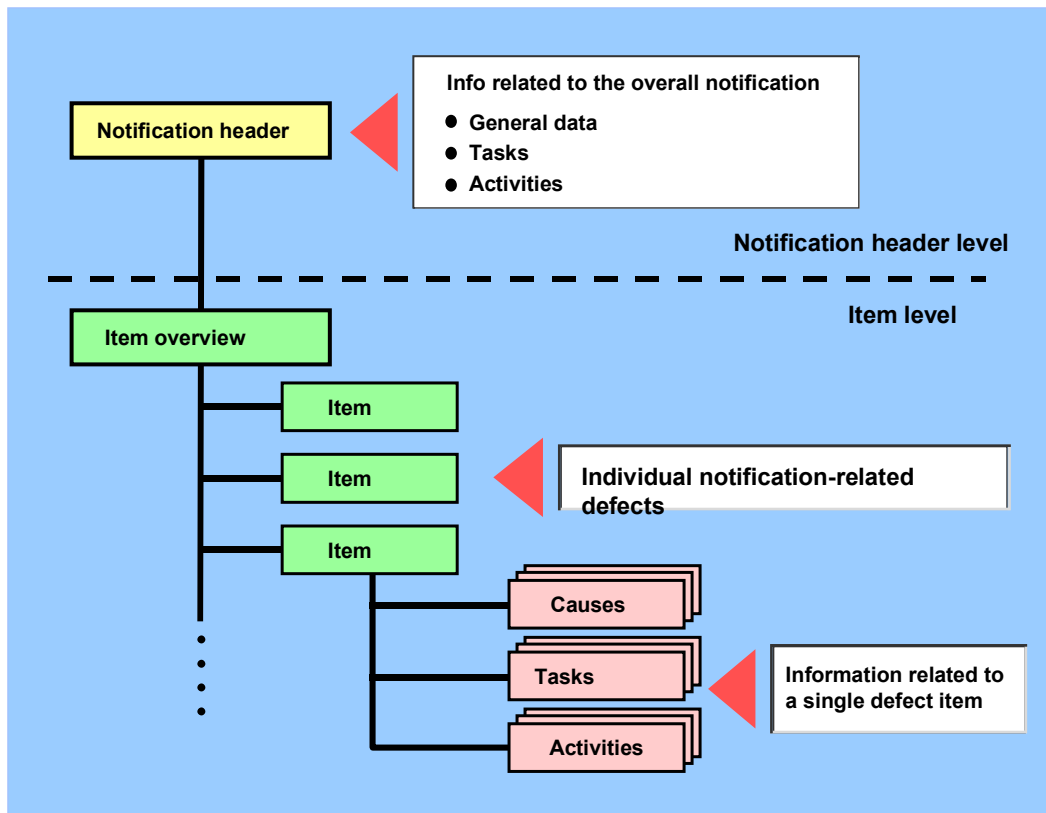 Info related to the overall notification
Notification header
● General data
● Tasks
● Activities
Notification header level
Item level
Item overview
Item
Item
Individual notification-related
defects
Item
Causes
Tasks
Information related to
a single defect item
Activities